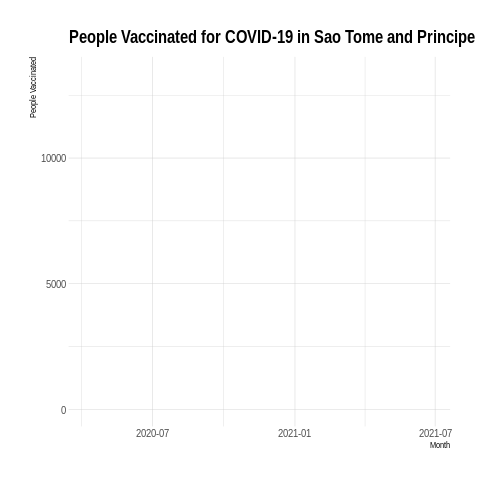 People Vaccinated for COVID-19 in Sao Tome and Principe
People Vaccinated
10000
5000
0
2020-07
2021-01
2021-07
Month